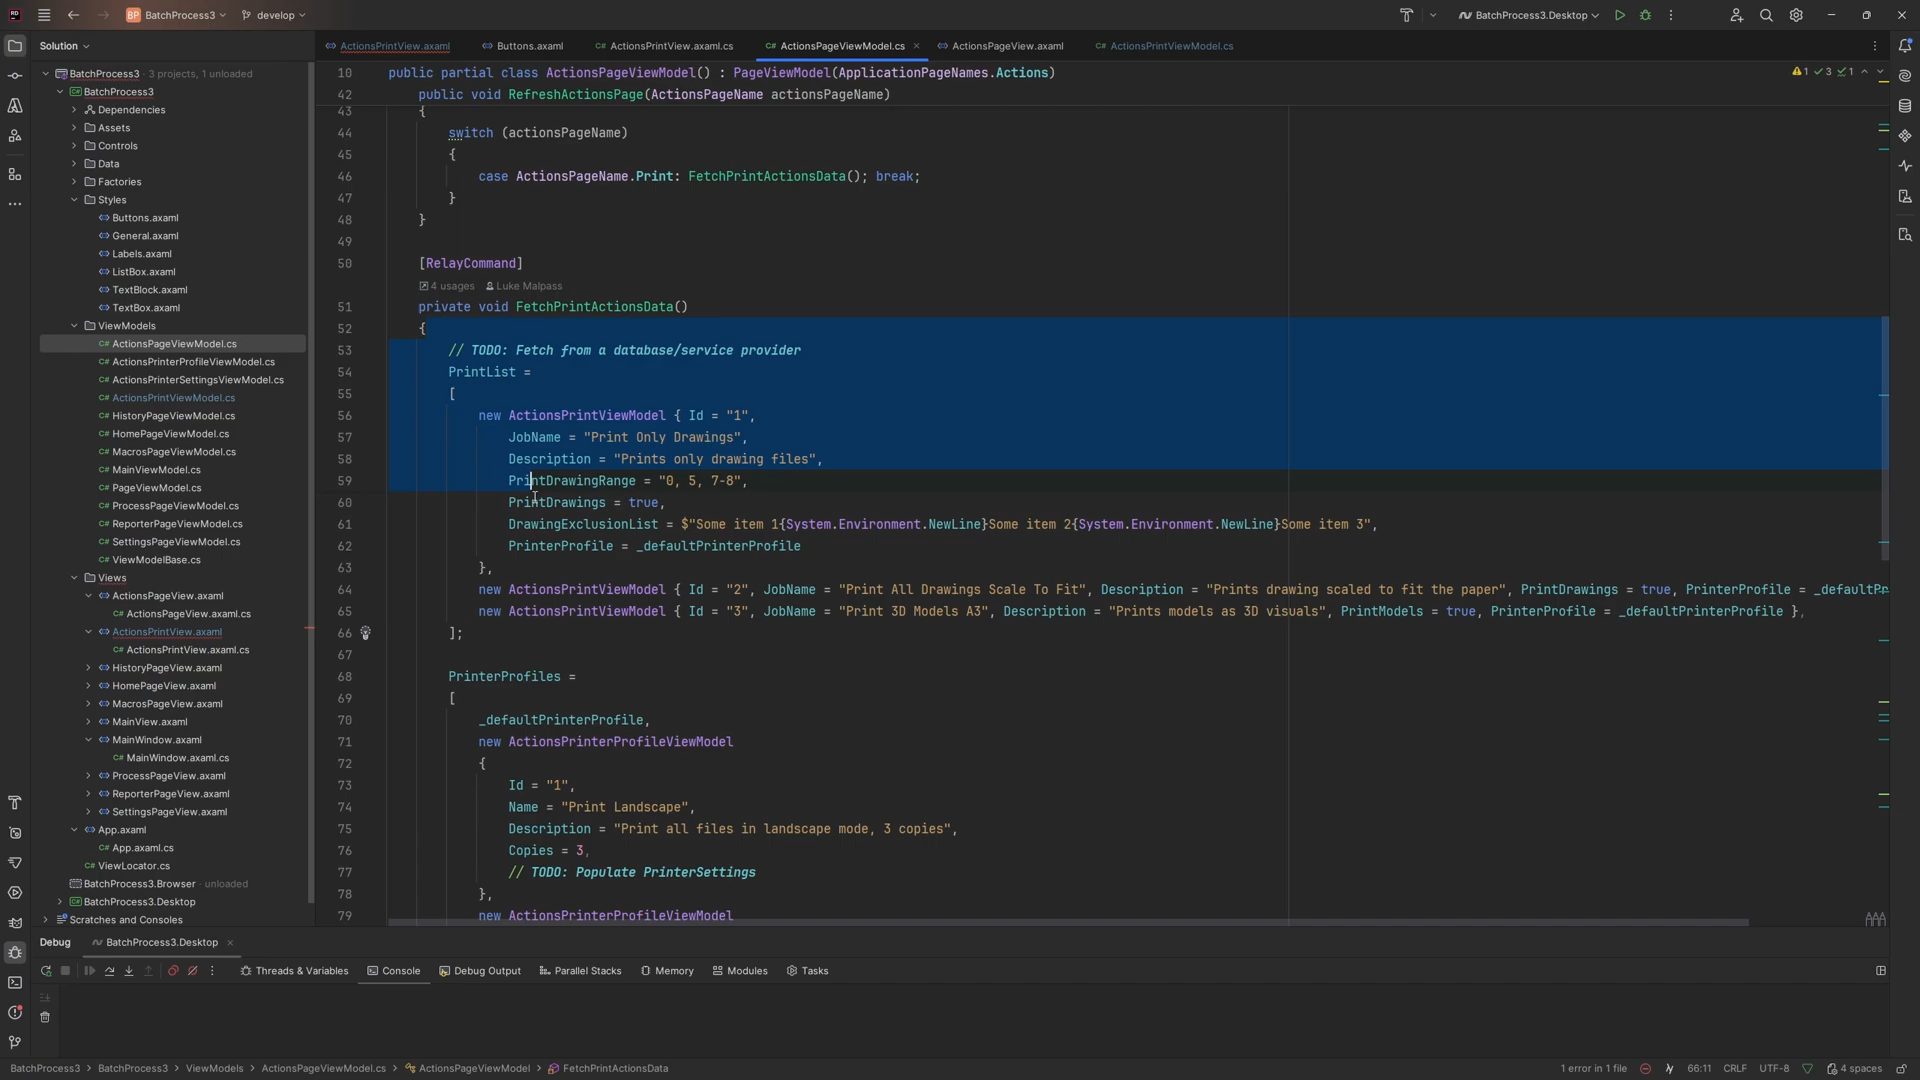 BP BatchProcess3 develop BatchProcess3.Desktop
Solution
ActionsPrintView.axaml Buttons.axaml ActionsPrintView.axaml.cs ActionsPageViewModel.cs ActionsPageView.axaml ActionsPrintViewModel.cs
BatchProcess3 · 3 projects, 1 unloaded
BatchProcess3
Dependencies
Assets
Controls
Data
Factories
Styles
Buttons.axaml
General.axaml
Labels.axaml
ListBox.axaml
TextBlock.axaml
TextBox.axaml
ViewModels
ActionsPageViewModel.cs
ActionsPrinterProfileViewModel.cs
ActionsPrinterSettingsViewModel.cs
ActionsPrintViewModel.cs
HistoryPageViewModel.cs
HomePageViewModel.cs
MacrosPageViewModel.cs
MainViewModel.cs
PageViewModel.cs
ProcessPageViewModel.cs
ReporterPageViewModel.cs
SettingsPageViewModel.cs
ViewModelBase.cs
Views
ActionsPageView.axaml
ActionsPageView.axaml.cs
ActionsPrintView.axaml
ActionsPrintView.axaml.cs
HistoryPageView.axaml
HomePageView.axaml
MacrosPageView.axaml
MainView.axaml
MainWindow.axaml
MainWindow.axaml.cs
ProcessPageView.axaml
ReporterPageView.axaml
SettingsPageView.axaml
App.axaml
App.axaml.cs
ViewLocator.cs
BatchProcess3.Browser unloaded
BatchProcess3.Desktop
Scratches and Consoles
10 public partial class ActionsPageViewModel() : PageViewModel(ApplicationPageNames.Actions)
1 3 1
42 public void RefreshActionsPage(ActionsPageName actionsPageName)
43 {
44 switch (actionsPageName)
45 {
46 case ActionsPageName.Print: FetchPrintActionsData(); break;
47 }
48 }
49
50 [RelayCommand]
4 usages Luke Malpass
51 private void FetchPrintActionsData()
52 {
53 // TODO: Fetch from a database/service provider
54 PrintList =
55 [
56 new ActionsPrintViewModel { Id = "1",
57 JobName = "Print Only Drawings",
58 Description = "Prints only drawing files",
59 PrintDrawingRange = "0, 5, 7-8",
60 PrintDrawings = true,
61 DrawingExclusionList = $"Some item 1{System.Environment.NewLine}Some item 2{System.Environment.NewLine}Some item 3",
62 PrinterProfile = _defaultPrinterProfile
63 },
64 new ActionsPrintViewModel { Id = "2", JobName = "Print All Drawings Scale To Fit", Description = "Prints drawing scaled to fit the paper", PrintDrawings = true, PrinterProfile = _defaultPr
65 new ActionsPrintViewModel { Id = "3", JobName = "Print 3D Models A3", Description = "Prints models as 3D visuals", PrintModels = true, PrinterProfile = _defaultPrinterProfile },
66 ];
67
68 PrinterProfiles =
69 [
70 _defaultPrinterProfile,
71 new ActionsPrinterProfileViewModel
72 {
73 Id = "1",
74 Name = "Print Landscape",
75 Description = "Print all files in landscape mode, 3 copies",
76 Copies = 3,
77 // TODO: Populate PrinterSettings
78 },
79 new ActionsPrinterProfileViewModel
Debug BatchProcess3.Desktop
Threads & Variables Console Debug Output Parallel Stacks Memory Modules Tasks
BatchProcess3 > BatchProcess3 > ViewModels > ActionsPageViewModel.cs > ActionsPageViewModel > FetchPrintActionsData
1 error in 1 file 66:11 CRLF UTF-8 4 spaces